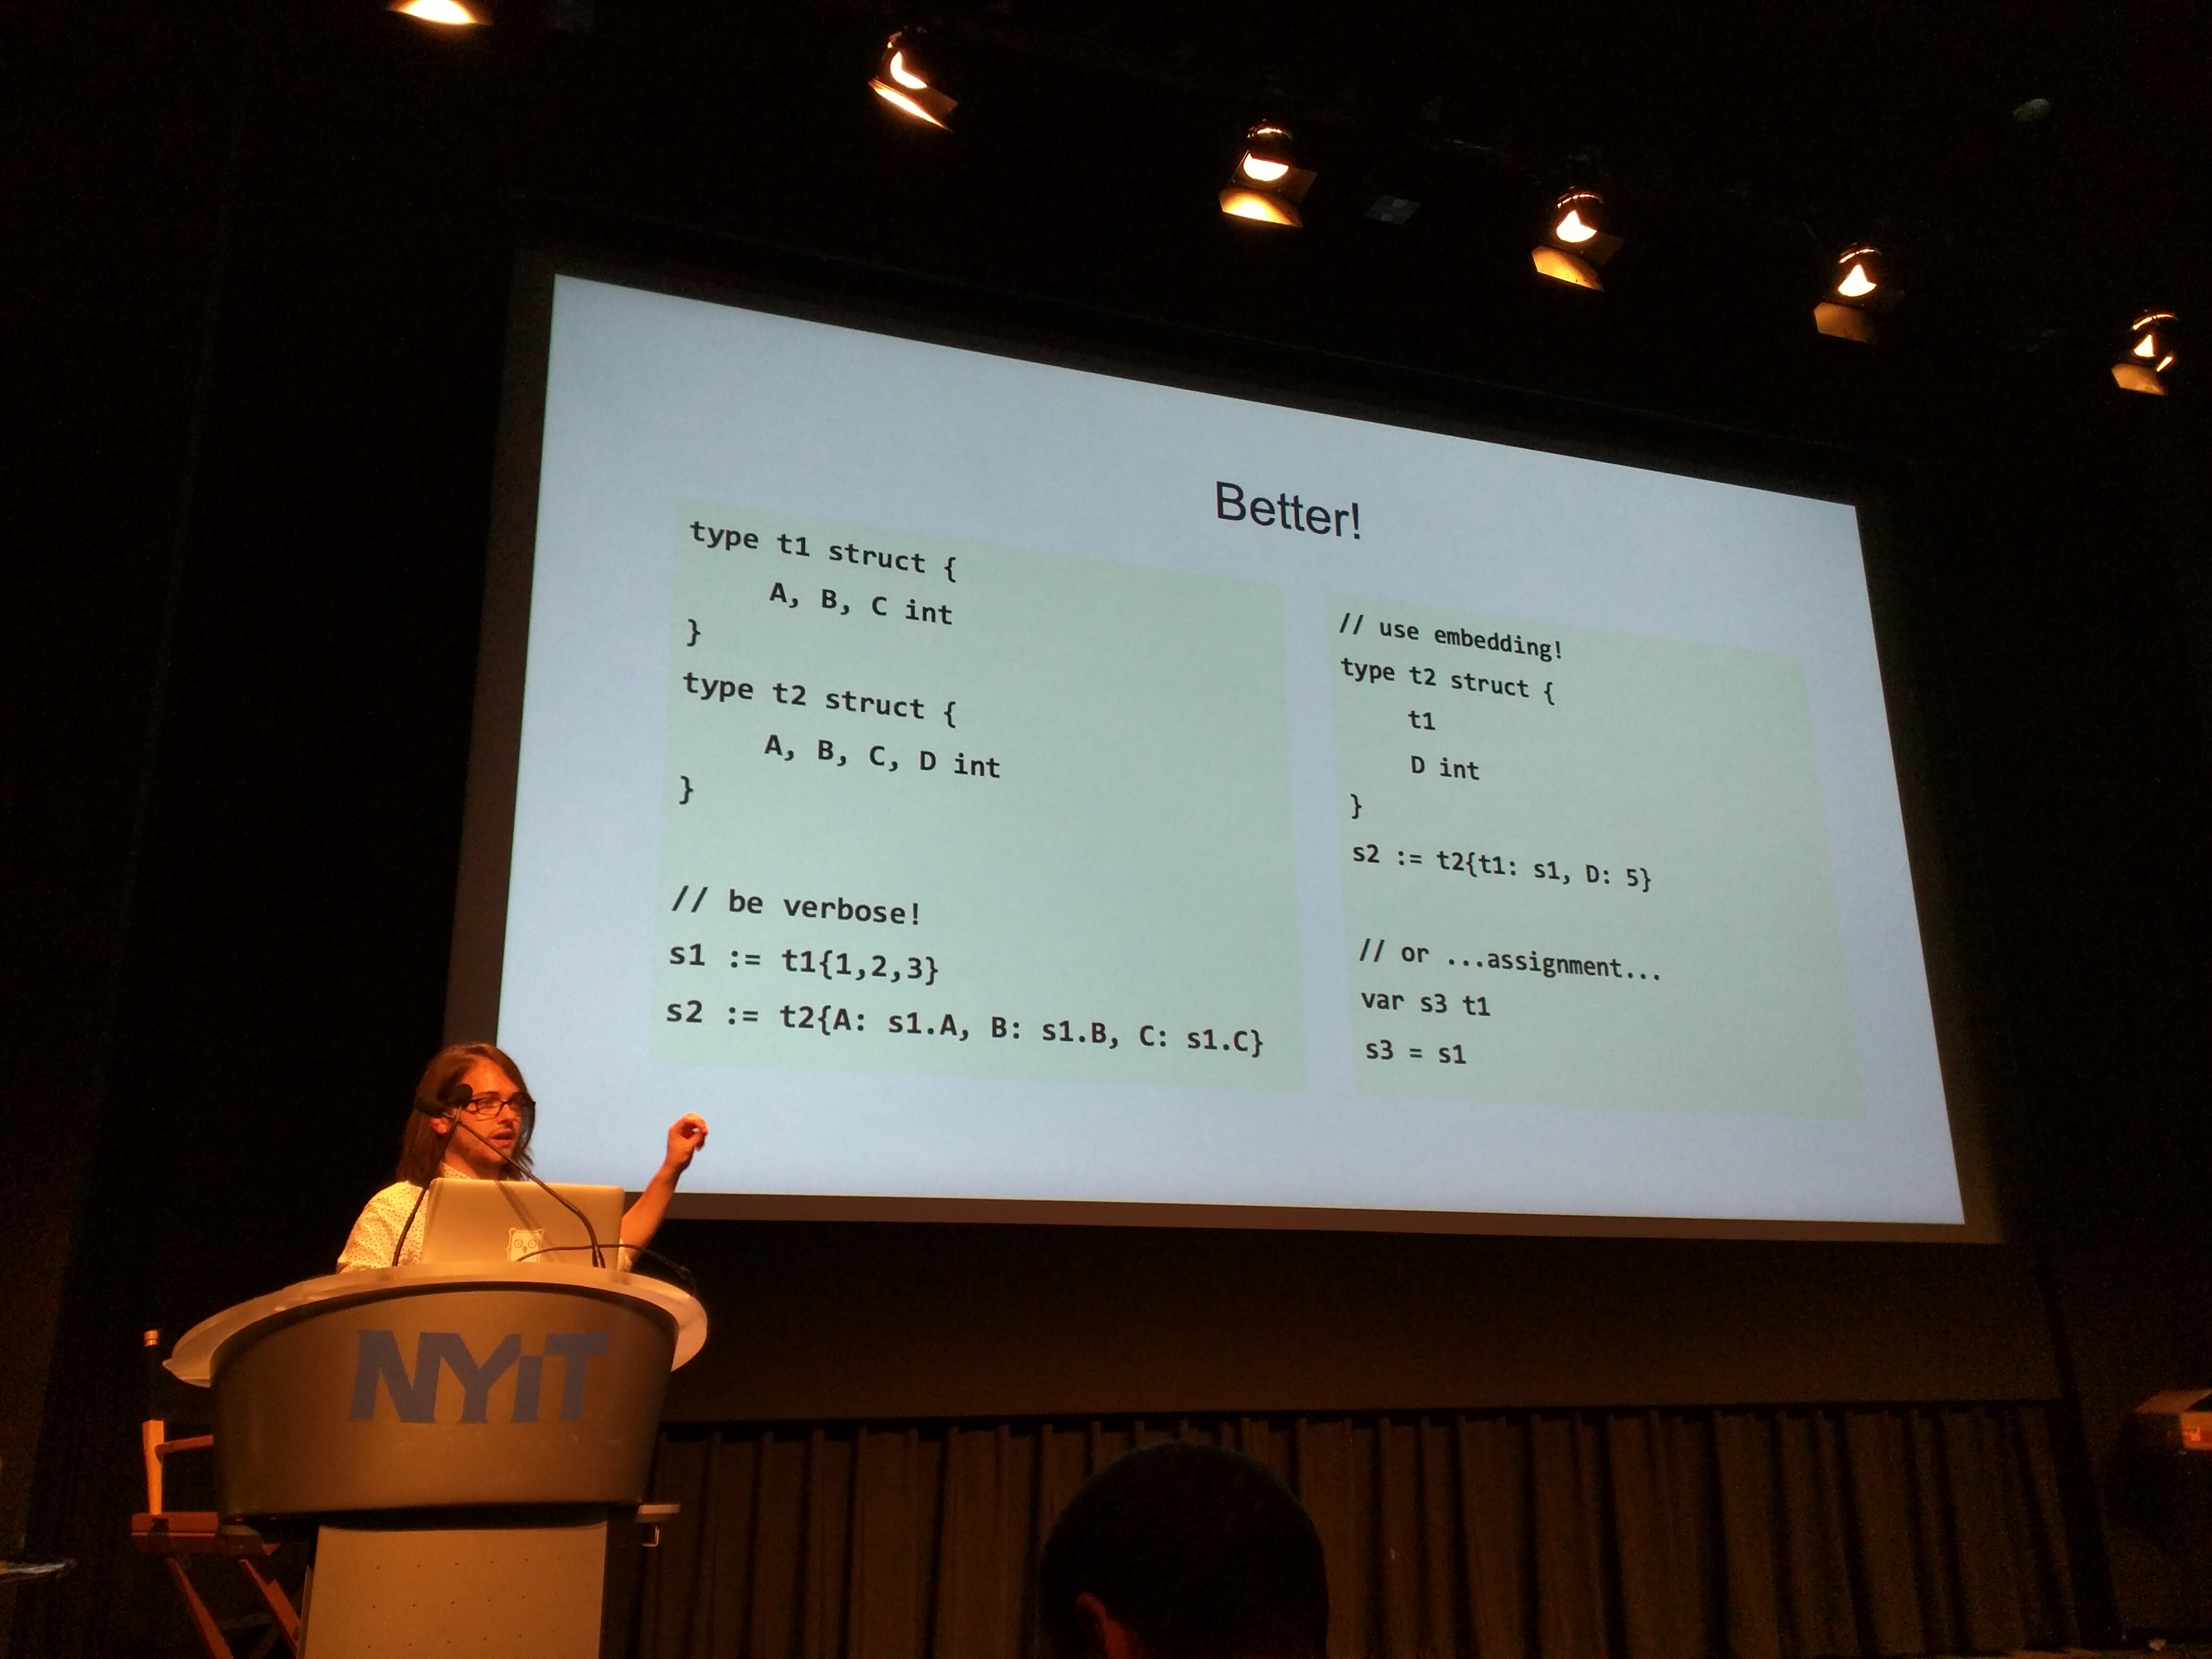 Better!
type t1 struct {
A, B, C int
}
type t2 struct {
A, B, C, D int
}
// be verbose!
s1 := t1{1,2,3}
s2 := t2{A: s1.A, B: s1.B, C: s1.C}
// use embedding!
type t2 struct {
t1
D int
}
s2 := t2{t1: s1, D: 5}
// or ...assignment...
var s3 t1
s3 = s1
NYiT